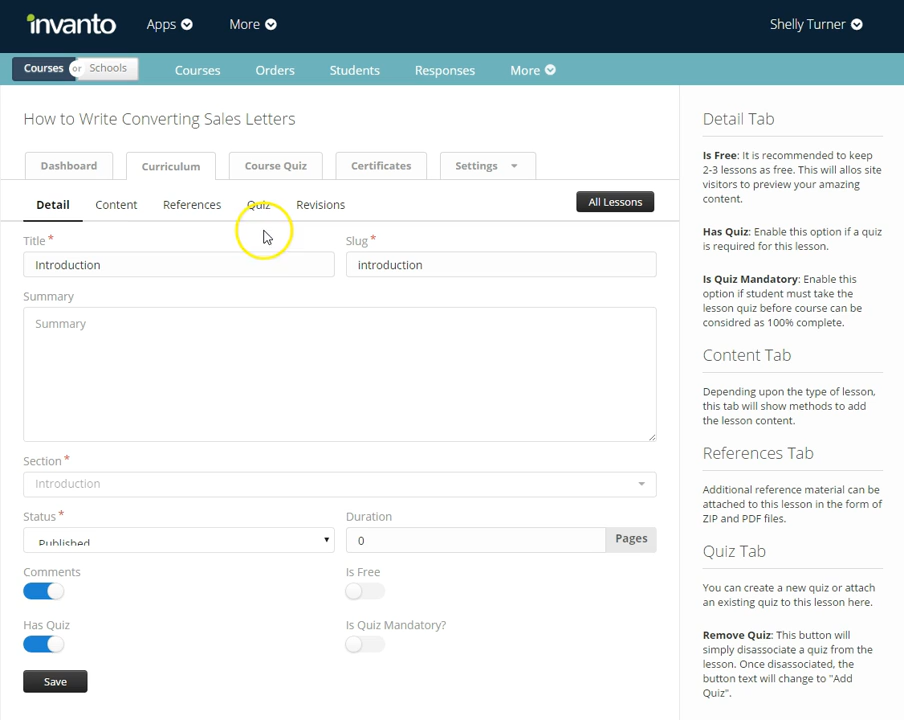 invanto Apps More Shelly Turner
Courses or Schools Courses Orders Students Responses More
How to Write Converting Sales Letters
Dashboard Curriculum Course Quiz Certificates Settings
Detail Content References Quiz Revisions All Lessons
Title * Slug *
Introduction introduction
Summary
Summary
Section *
Introduction
Status * Duration
Published 0 Pages
Comments Is Free
Has Quiz Is Quiz Mandatory?
Save
Detail Tab
Is Free: It is recommended to keep
2-3 lessons as free. This will allos site
visitors to preview your amazing
content.
Has Quiz: Enable this option if a quiz
is required for this lesson.
Is Quiz Mandatory: Enable this
option if student must take the
lesson quiz before course can be
considred as 100% complete.
Content Tab
Depending upon the type of lesson,
this tab will show methods to add
the lesson content.
References Tab
Additional reference material can be
attached to this lesson in the form of
ZIP and PDF files.
Quiz Tab
You can create a new quiz or attach
an existing quiz to this lesson here.
Remove Quiz: This button will
simply disassociate a quiz from the
lesson. Once disassociated, the
button text will change to "Add
Quiz".